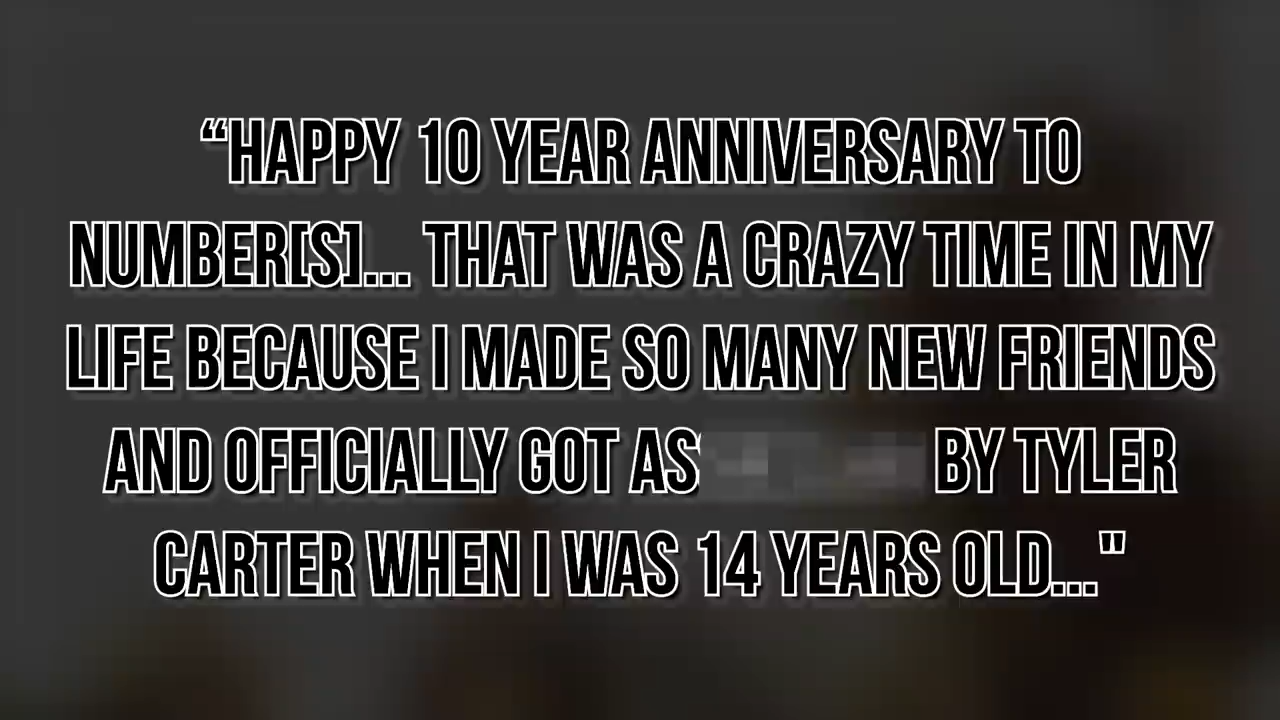 “HAPPY 10 YEAR ANNIVERSARY TO
NUMBER[S]... THAT WAS A CRAZY TIME IN MY
LIFE BECAUSE I MADE SO MANY NEW FRIENDS
AND OFFICIALLY GOT BY TYLER
CARTER WHEN I WAS 14 YEARS OLD..."